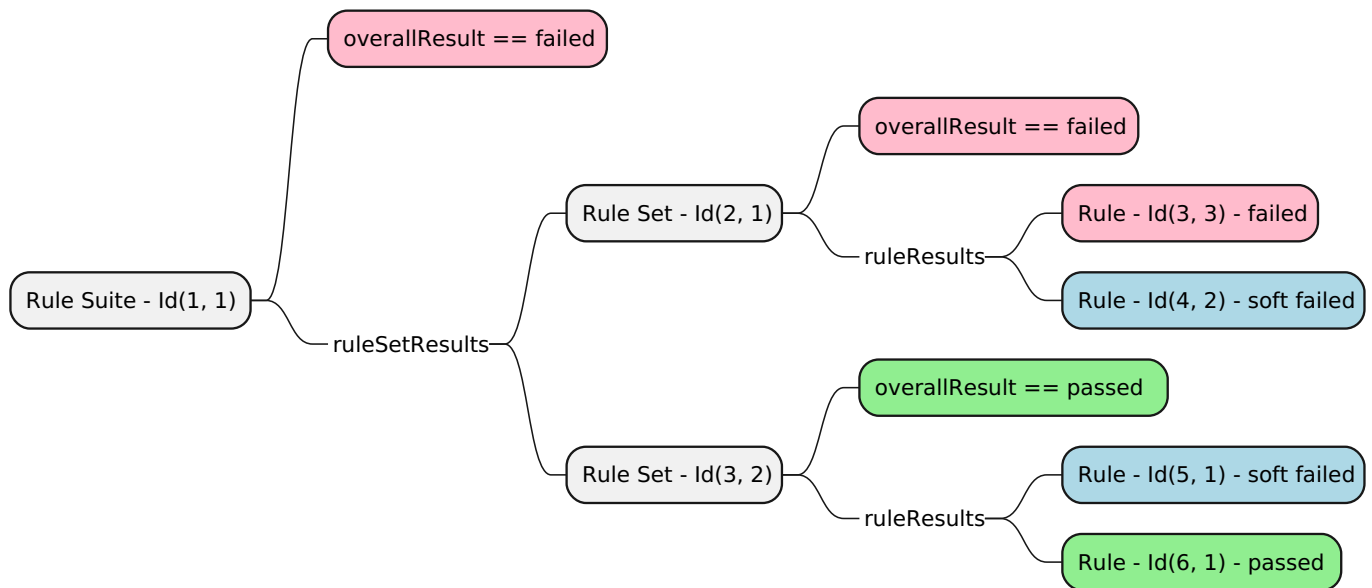 overallResult == failed
overallResult == failed
Rule Set - Id(2, 1)
Rule - Id(3, 3) - failed
ruleResults
Rule Suite - Id(1, 1)
Rule - Id(4, 2) - soft failed
ruleSetResults
overallResult == passed
Rule Set - Id(3, 2)
Rule - Id(5, 1) - soft failed
ruleResults
Rule - Id(6, 1) - passed